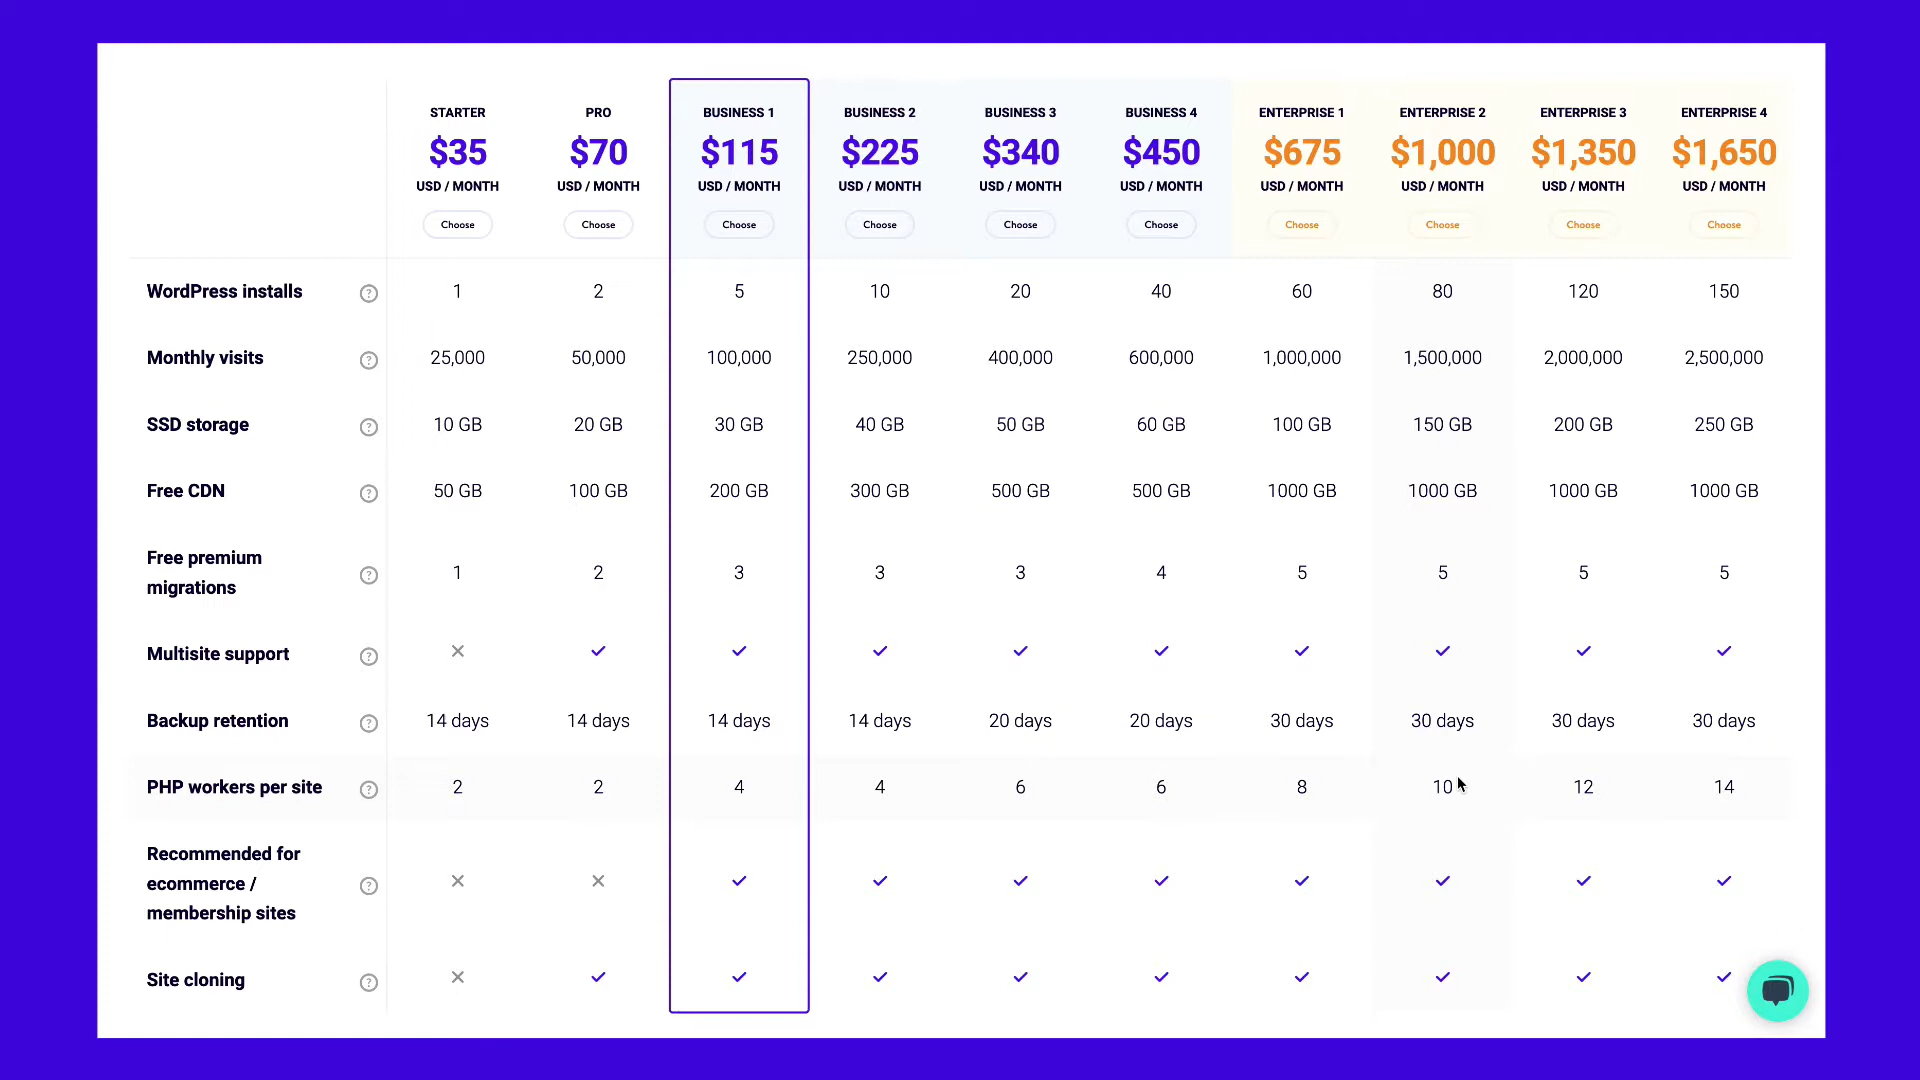 STARTER PRO BUSINESS 1 BUSINESS 2 BUSINESS 3 BUSINESS 4 ENTERPRISE 1 ENTERPRISE 2 ENTERPRISE 3 ENTERPRISE 4
$35 $70 $115 $225 $340 $450 $675 $1,000 $1,350 $1,650
USD / MONTH USD / MONTH USD / MONTH USD / MONTH USD / MONTH USD / MONTH USD / MONTH USD / MONTH USD / MONTH USD / MONTH
Choose Choose Choose Choose Choose Choose Choose Choose Choose Choose
WordPress installs ? 1 2 5 10 20 40 60 80 120 150
Monthly visits ? 25,000 50,000 100,000 250,000 400,000 600,000 1,000,000 1,500,000 2,000,000 2,500,000
SSD storage ? 10 GB 20 GB 30 GB 40 GB 50 GB 60 GB 100 GB 150 GB 200 GB 250 GB
Free CDN ? 50 GB 100 GB 200 GB 300 GB 500 GB 500 GB 1000 GB 1000 GB 1000 GB 1000 GB
Free premium
migrations ? 1 2 3 3 3 4 5 5 5 5
Multisite support ?
Backup retention ? 14 days 14 days 14 days 14 days 20 days 20 days 30 days 30 days 30 days 30 days
PHP workers per site ? 2 2 4 4 6 6 8 10 12 14
Recommended for
ecommerce / ?
membership sites
Site cloning ?